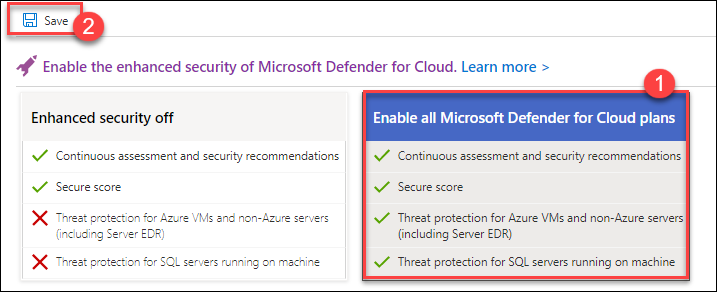 Save
2
Enable the enhanced security of Microsoft Defender for Cloud. Learn more >
1
Enhanced security off
Continuous assessment and security recommendations
Secure score
Threat protection for Azure VMs and non-Azure servers
(including Server EDR)
Threat protection for SQL servers running on machine
Enable all Microsoft Defender for Cloud plans
Continuous assessment and security recommendations
Secure score
Threat protection for Azure VMs and non-Azure servers
(including Server EDR)
Threat protection for SQL servers running on machine